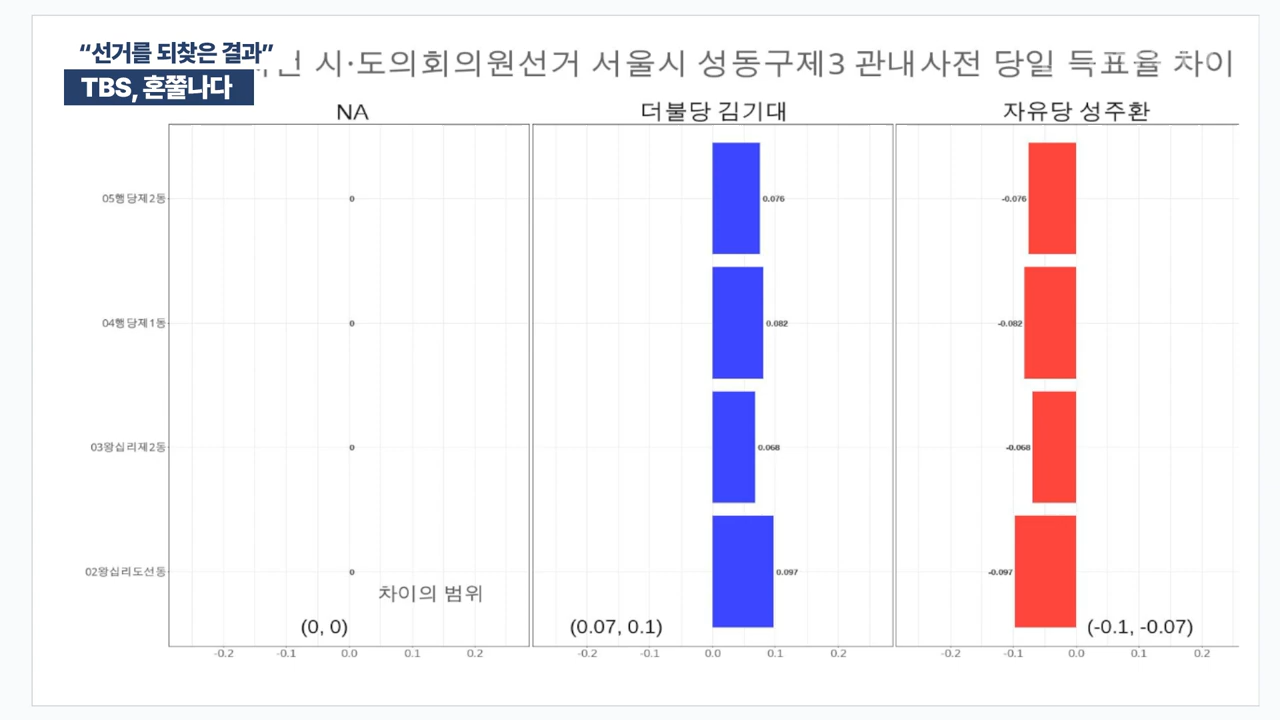 “선거를 되찾은 결과”
TBS, 혼쭐나다
시·도의회의원선거 서울시 성동구제3 관내사전 당일 득표율 차이
NA
더불당 김기대
자유당 성주환
05행당제2동
0
0.076
-0.076
04행당제1동
0
0.082
-0.082
03왕십리제2동
0
0.068
-0.068
02왕십리도선동
0
0.097
-0.097
차이의 범위
(0, 0)
(0.07, 0.1)
(-0.1, -0.07)
-0.2 -0.1 0.0 0.1 0.2
-0.2 -0.1 0.0 0.1 0.2
-0.2 -0.1 0.0 0.1 0.2